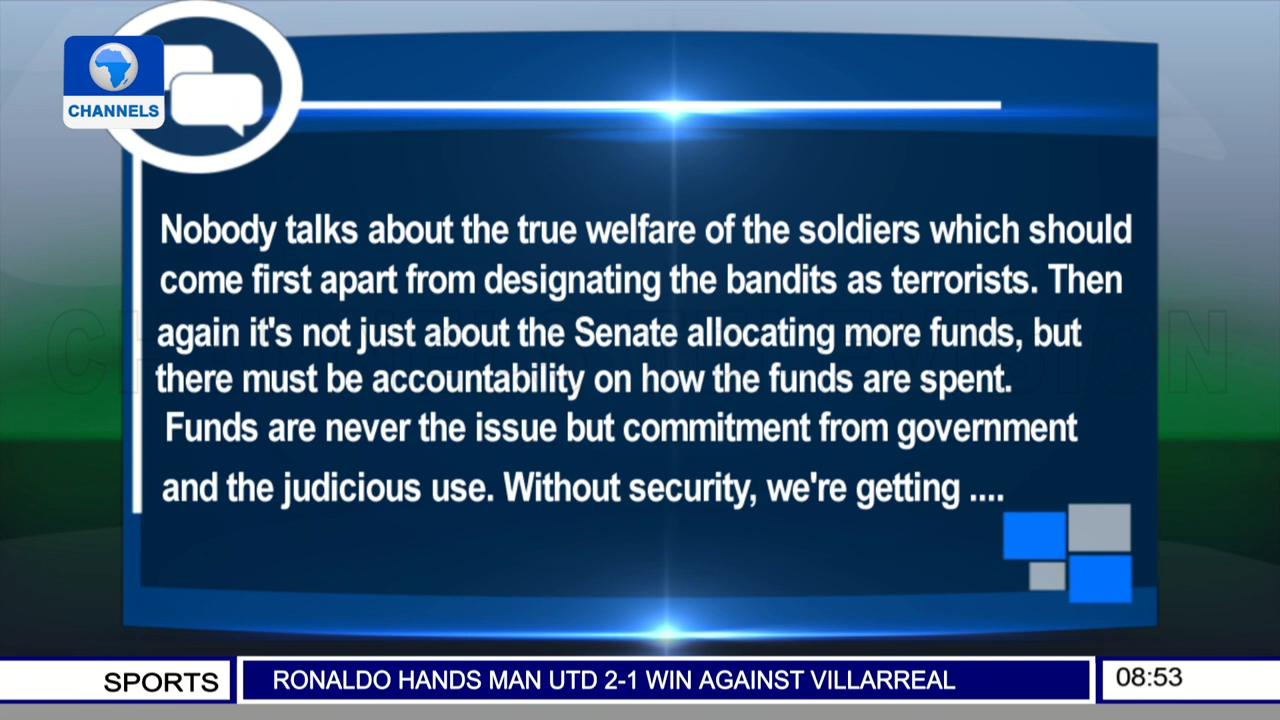 CHANNELS
Nobody talks about the true welfare of the soldiers which should
come first apart from designating the bandits as terrorists. Then
again it's not just about the Senate allocating more funds, but
there must be accountability on how the funds are spent.
Funds are never the issue but commitment from government
and the judicious use. Without security, we're getting ....
SPORTS
RONALDO HANDS MAN UTD 2-1 WIN AGAINST VILLARREAL
08:53